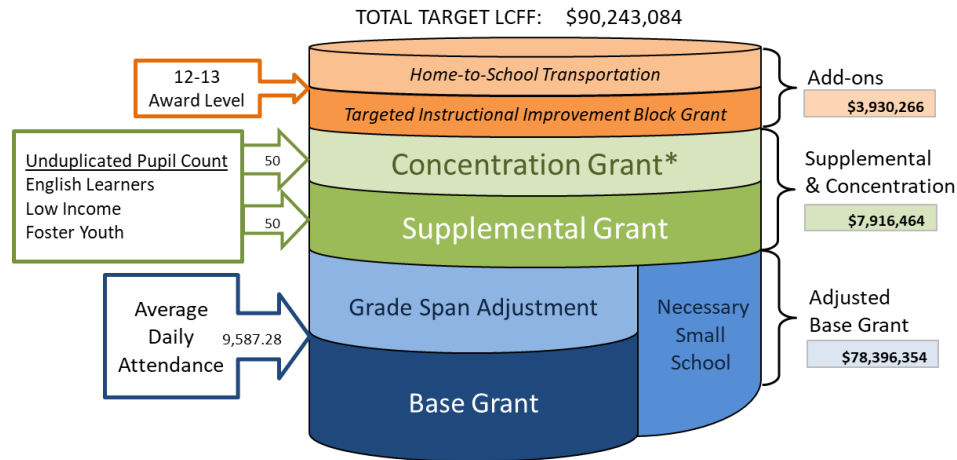 TOTAL TARGET LCFF: $90,243,084
12-13
Award Level
Home-to-School Transportation
Targeted Instructional Improvement Block Grant
Add-ons
$3,930,266
Unduplicated Pupil Count
English Learners
Low Income
Foster Youth
50
50
Concentration Grant*
Supplemental Grant
Supplemental
& Concentration
$7,916,464
Average
Daily
Attendance
9,587.28
Grade Span Adjustment
Base Grant
Necessary
Small
School
Adjusted
Base Grant
$78,396,354